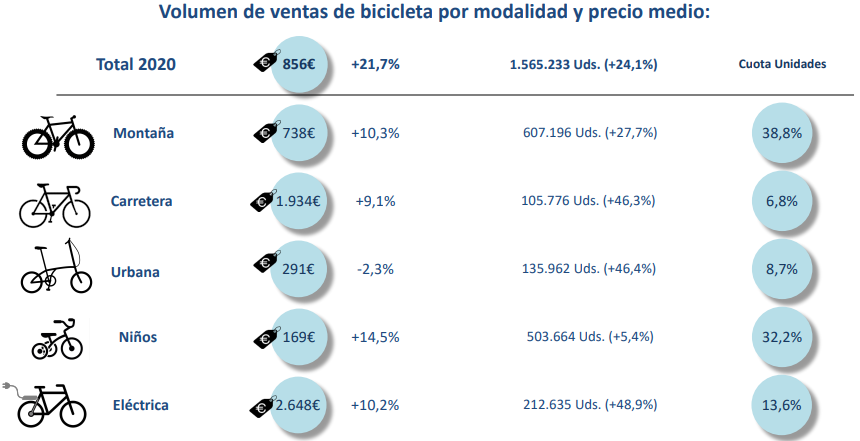 Volumen de ventas de bicicleta por modalidad y precio medio:
Total 2020 € 856€ +21,7% 1.565.233 Uds. (+24,1%) Cuota Unidades
Montaña € 738€ +10,3% 607.196 Uds. (+27,7%) 38,8%
Carretera € 1.934€ +9,1% 105.776 Uds. (+46,3%) 6,8%
Urbana € 291€ -2,3% 135.962 Uds. (+46,4%) 8,7%
Niños € 169€ +14,5% 503.664 Uds. (+5,4%) 32,2%
Eléctrica € 2.648€ +10,2% 212.635 Uds. (+48,9%) 13,6%